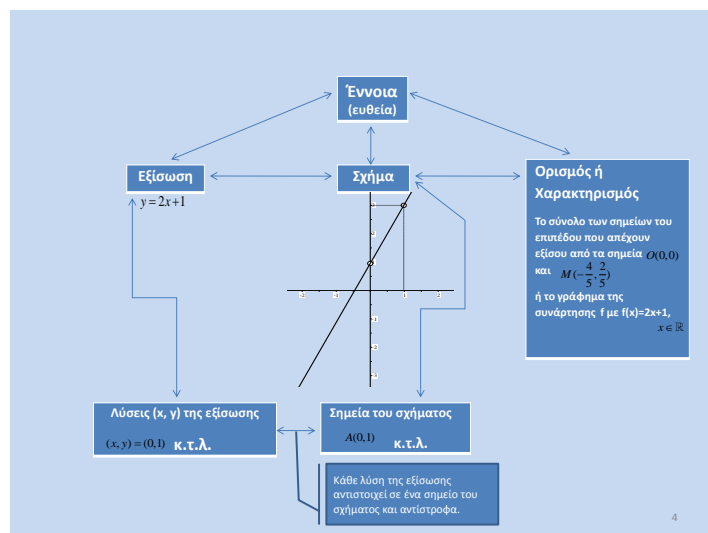 Έννοια
(ευθεία)
Εξίσωση
Σχήμα
Ορισμός ή
Χαρακτηρισμός
y = 2x+1
Το σύνολο των σημείων του
επιπέδου που απέχουν
εξίσου από τα σημεία O(0,0)
και M(-4/5, 2/5)
ή το γράφημα της
συνάρτησης f με f(x)=2x+1,
x ∈ ℝ
Λύσεις (x, y) της εξίσωσης
(x, y) = (0,1) κ.τ.λ.
Σημεία του σχήματος
A(0,1) κ.τ.λ.
Κάθε λύση της εξίσωσης
αντιστοιχεί σε ένα σημείο του
σχήματος και αντίστροφα.
4